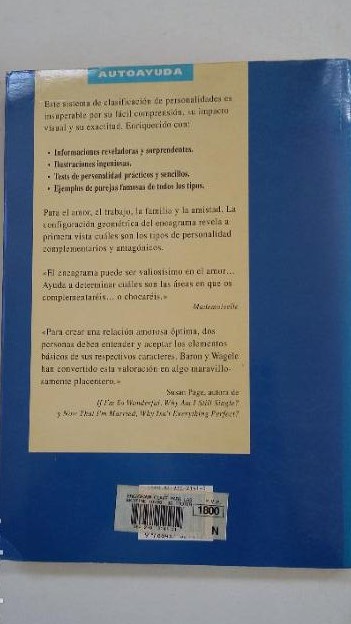 AUTOAYUDA
Este sistema de clasificación de personalidades es
insuperable por su fácil comprensión, su impacto
visual y su exactitud. Enriquecido con:
• Informaciones reveladoras y sorprendentes.
• Ilustraciones ingeniosas.
• Tests de personalidad prácticos y sencillos.
• Ejemplos de parejas famosas de todos los tipos.
Para el amor, el trabajo, la familia y la amistad. La
configuración geométrica del eneagrama revela a
primera vista cuáles son los tipos de personalidad
complementarios y antagónicos.
«El eneagrama puede ser valiosísimo en el amor...
Ayuda a determinar cuáles son las áreas en que os
complementaréis... o chocaréis.»
Mademoiselle
«Para crear una relación amorosa óptima, dos
personas deben entender y aceptar los elementos
básicos de sus respectivos caracteres. Baron y Wagele
han convertido esta valoración en algo maravillo-
samente placentero.»
Susan Page, autora de
If I'm So Wonderful, Why Am I Still Single?
y Now That I'm Married, Why Isn't Everything Perfect?
1800
N